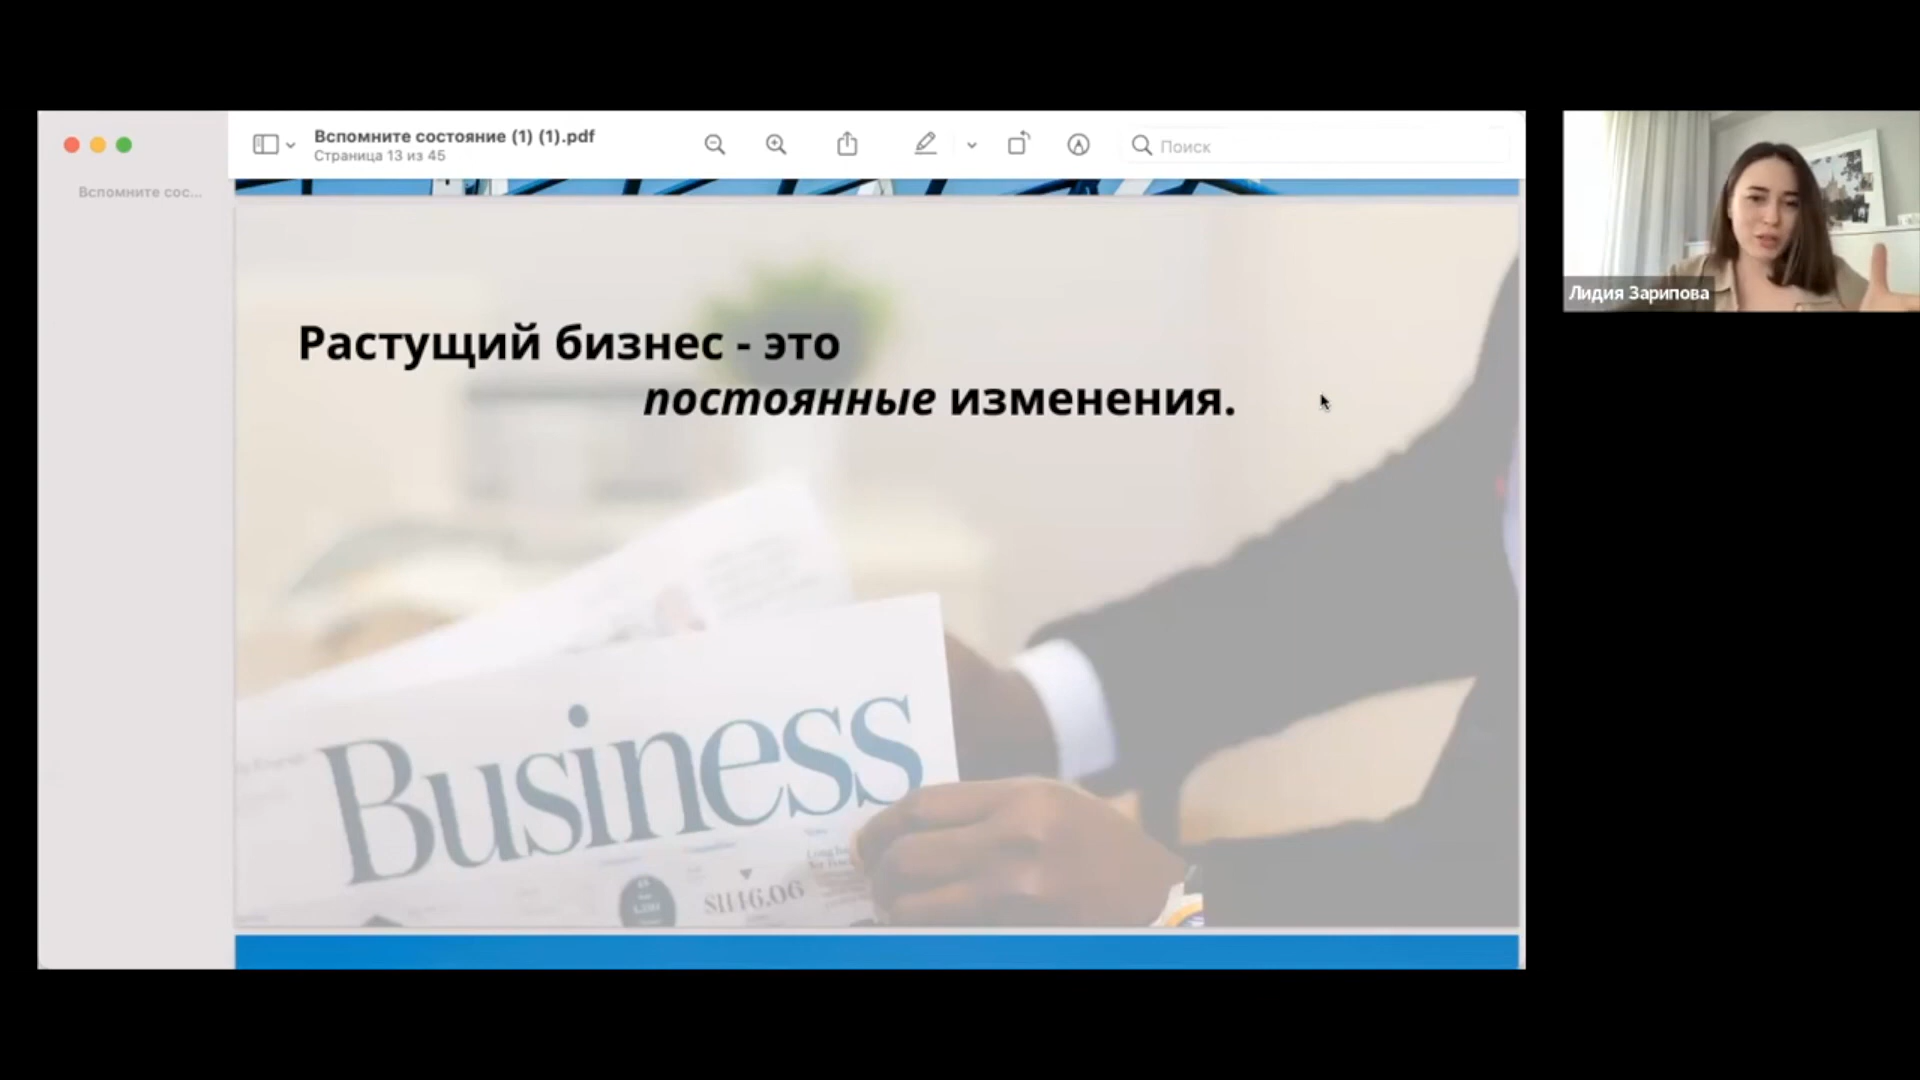 Вспомните состояние (1) (1).pdf
Страница 13 из 45
Поиск
Вспомните сос...
Растущий бизнес - это
постоянные изменения.
Business
Лидия Зарипова